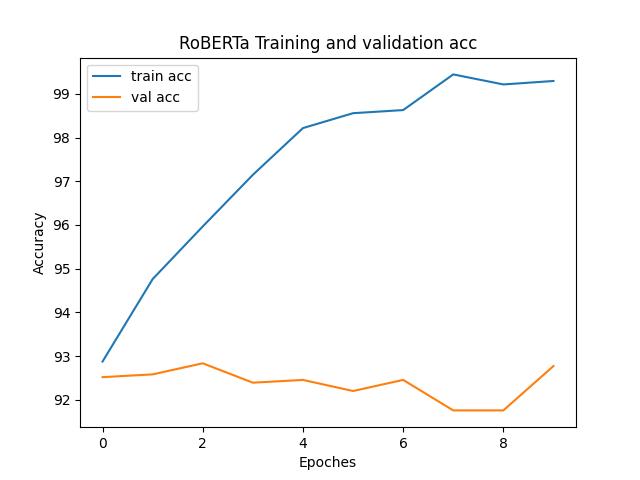 RoBERTa Training and validation acc
train acc
val acc
99
98
97
96
95
94
93
92
Accuracy
0 2 4 6 8
Epoches